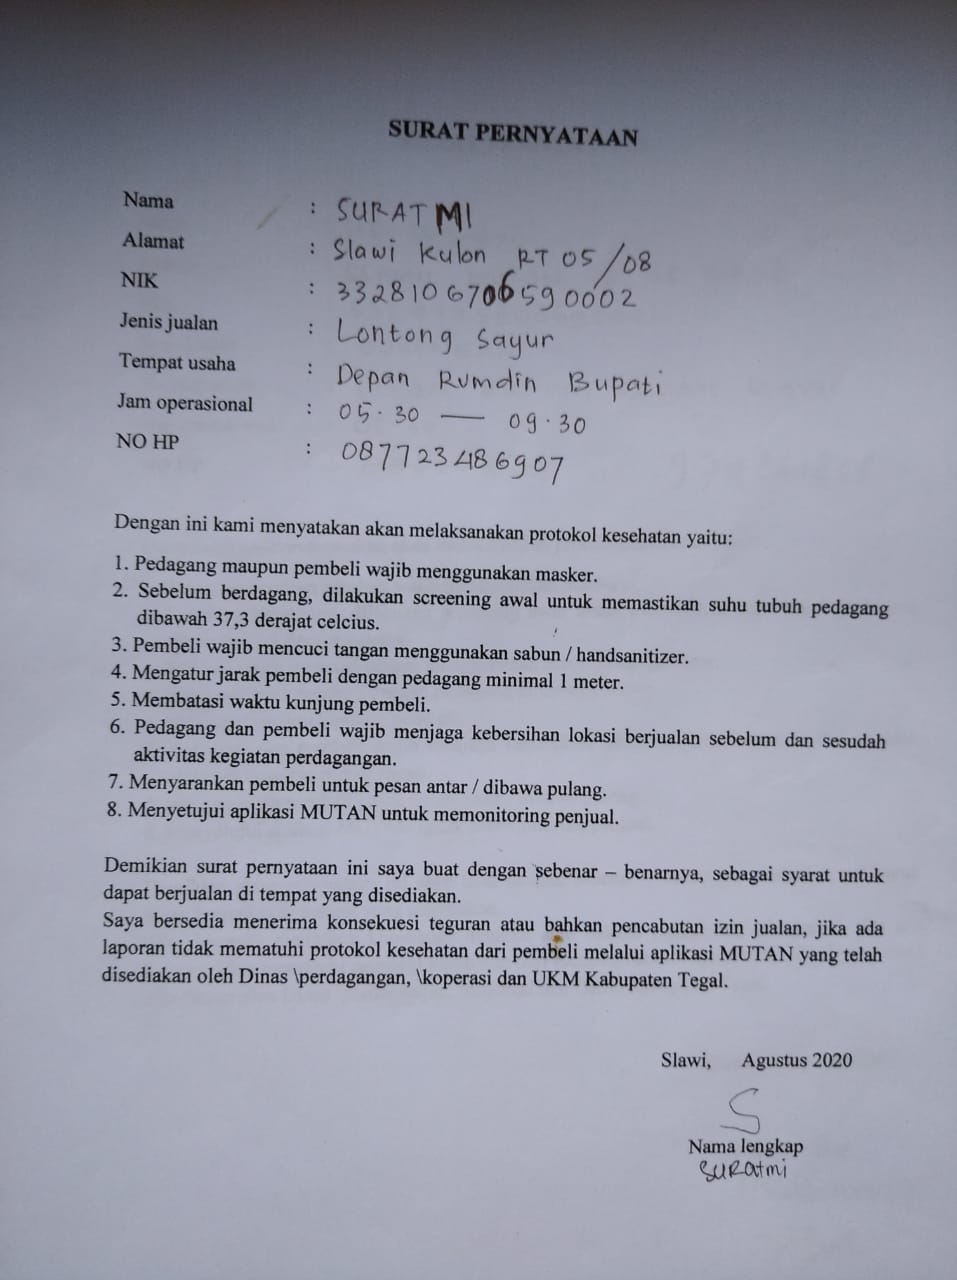 SURAT PERNYATAAN
Nama : SURATMI
Alamat : Slawi Kulon RT 05/08
NIK : 3328106706590002
Jenis jualan : Lontong Sayur
Tempat usaha : Depan Rumdin Bupati
Jam operasional : 05.30 — 09.30
NO HP : 087723486907
Dengan ini kami menyatakan akan melaksanakan protokol kesehatan yaitu:
1. Pedagang maupun pembeli wajib menggunakan masker.
2. Sebelum berdagang, dilakukan screening awal untuk memastikan suhu tubuh pedagang
dibawah 37,3 derajat celcius.
3. Pembeli wajib mencuci tangan menggunakan sabun / handsanitizer.
4. Mengatur jarak pembeli dengan pedagang minimal 1 meter.
5. Membatasi waktu kunjung pembeli.
6. Pedagang dan pembeli wajib menjaga kebersihan lokasi berjualan sebelum dan sesudah
aktivitas kegiatan perdagangan.
7. Menyarankan pembeli untuk pesan antar / dibawa pulang.
8. Menyetujui aplikasi MUTAN untuk memonitoring penjual.
Demikian surat pernyataan ini saya buat dengan sebenar – benarnya, sebagai syarat untuk
dapat berjualan di tempat yang disediakan.
Saya bersedia menerima konsekuesi teguran atau bahkan pencabutan izin jualan, jika ada
laporan tidak mematuhi protokol kesehatan dari pembeli melalui aplikasi MUTAN yang telah
disediakan oleh Dinas \perdagangan, \koperasi dan UKM Kabupaten Tegal.
Slawi, Agustus 2020
S
Nama lengkap
SURatmi